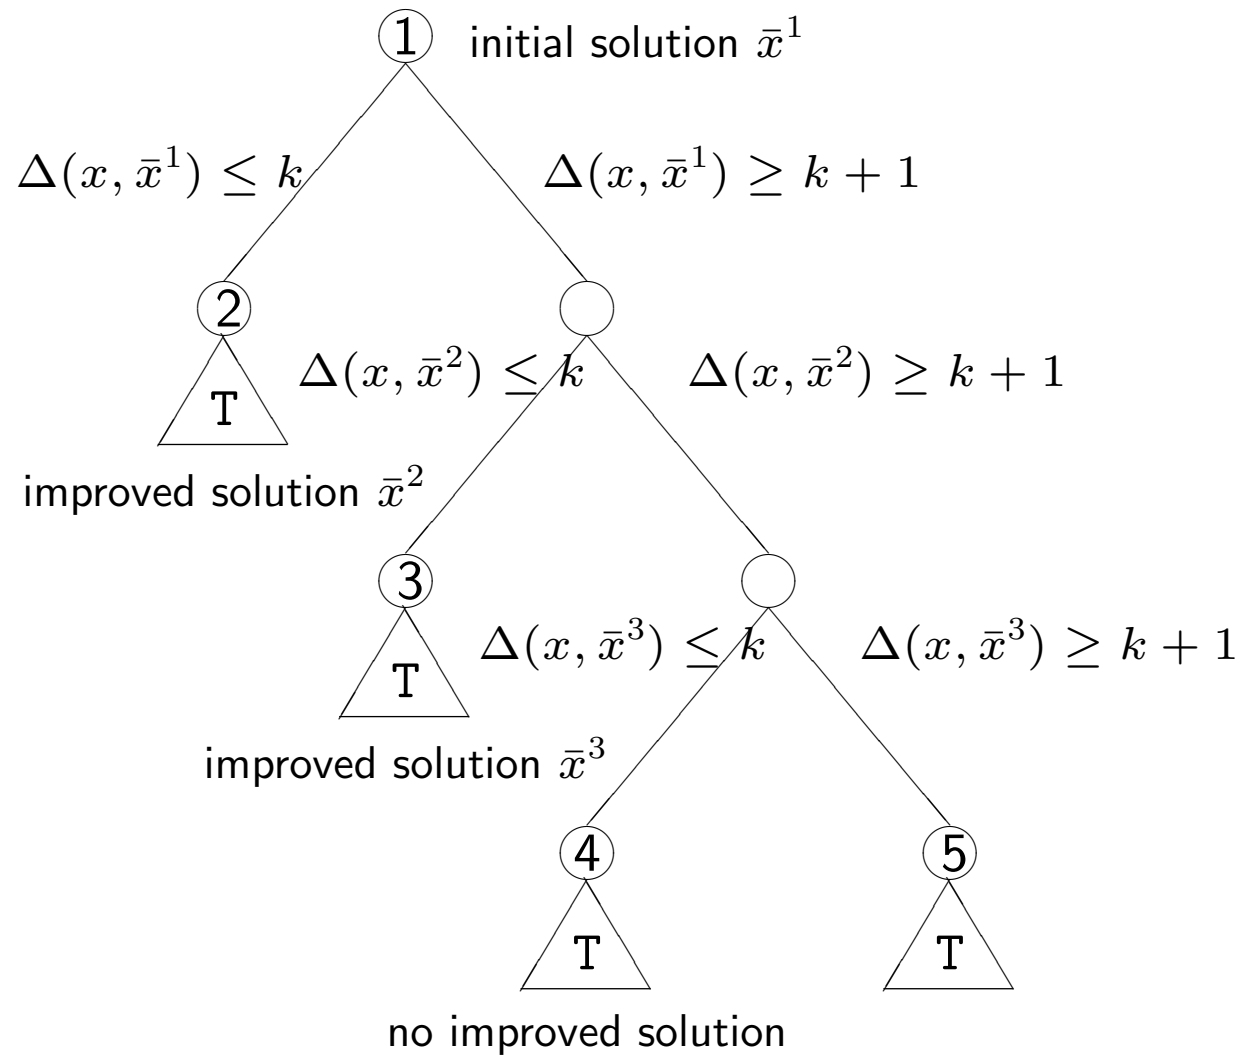 1 initial solution x̄¹
Δ(x, x̄¹) ≤ k Δ(x, x̄¹) ≥ k + 1
2
Δ(x, x̄²) ≤ k Δ(x, x̄²) ≥ k + 1
T
improved solution x̄²
3
Δ(x, x̄³) ≤ k Δ(x, x̄³) ≥ k + 1
T
improved solution x̄³
4 5
T T
no improved solution